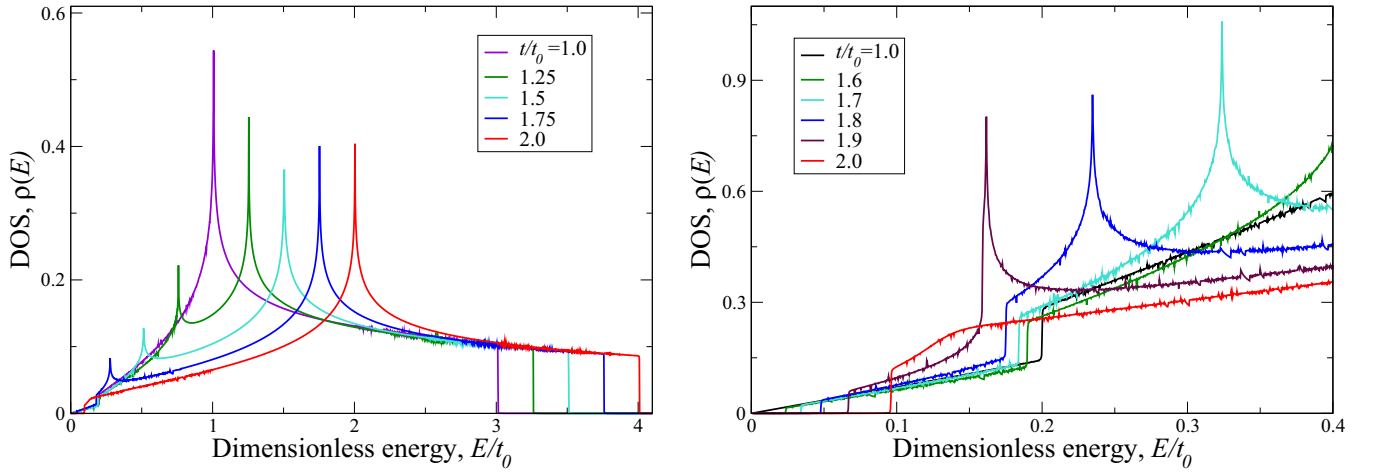 0.6
0.4
0.2
0
DOS, ρ(E)
t/t0 =1.0
1.25
1.5
1.75
2.0
0 1 2 3 4
Dimensionless energy, E/t0
0.9
0.6
0.3
0
DOS, ρ(E)
t/t0=1.0
1.6
1.7
1.8
1.9
2.0
0 0.1 0.2 0.3 0.4
Dimensionless energy, E/t0